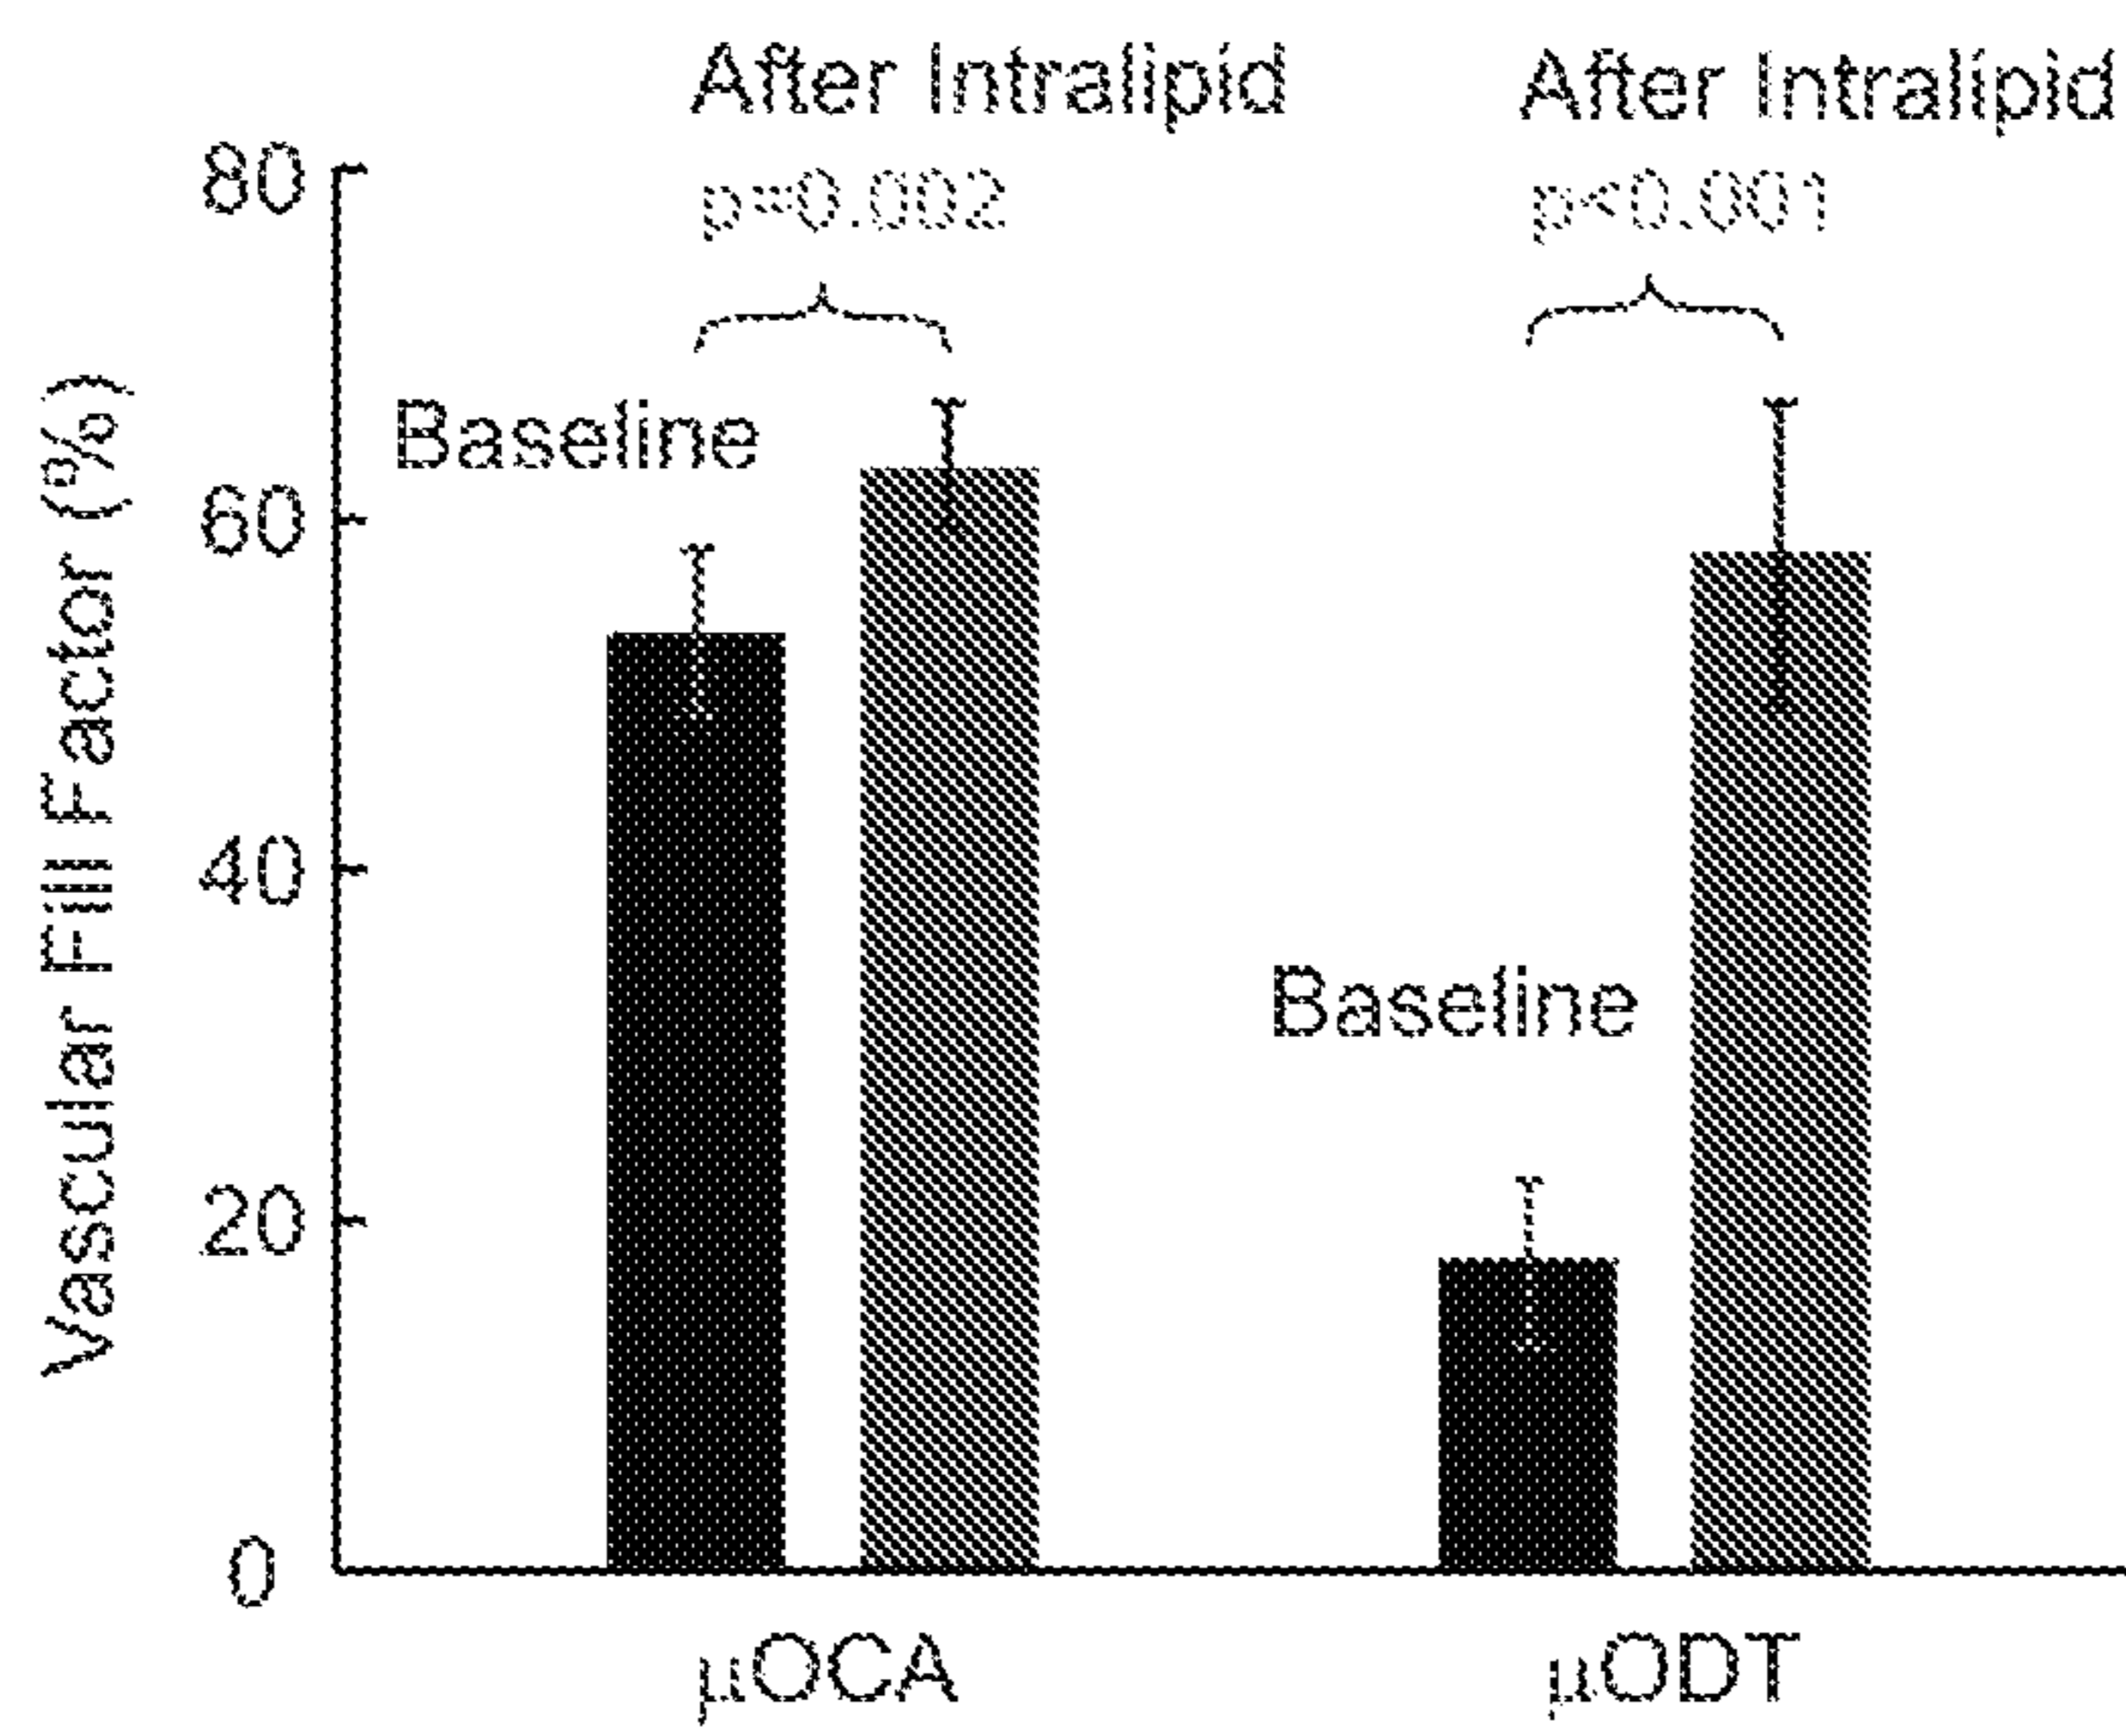 After Intralipid
After Intralipid
p=0.002
p<0.001
80
Baseline
60
40
Baseline
20
0
Vascular Fill Factor (%)
µOCA
µODT